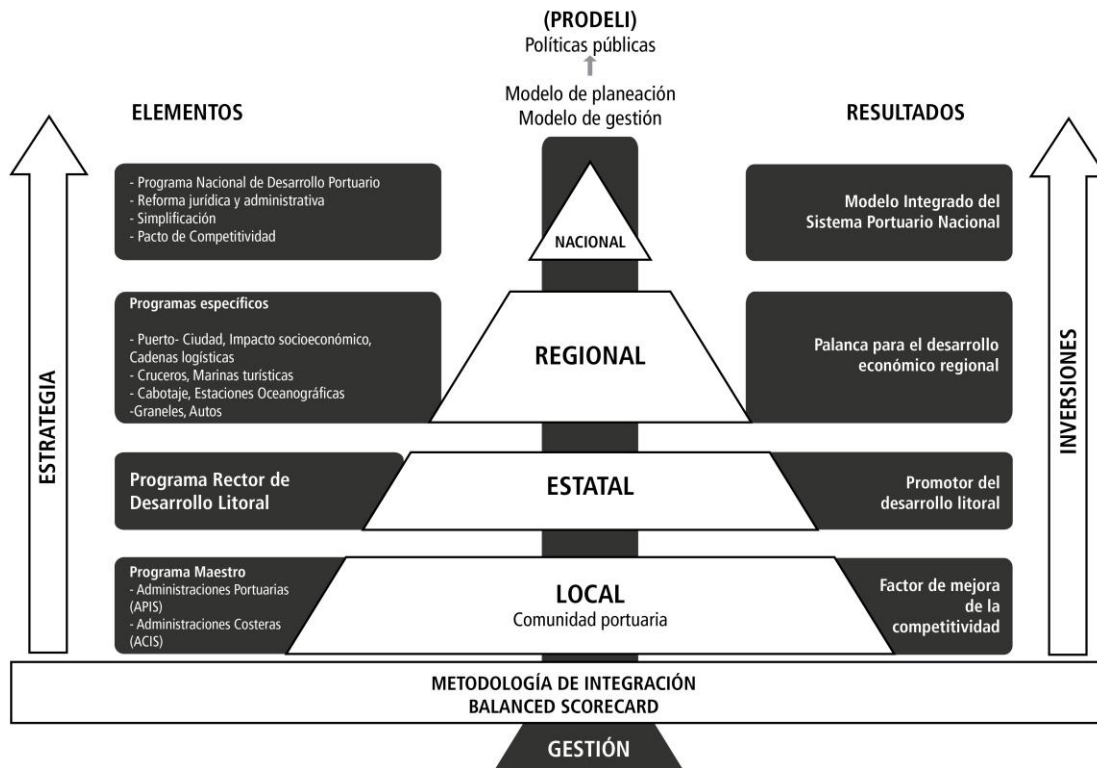 (PRODELI)
Políticas públicas
Modelo de planeación
Modelo de gestión
ELEMENTOS
RESULTADOS
- Programa Nacional de Desarrollo Portuario
- Reforma jurídica y administrativa
- Simplificación
- Pacto de Competitividad
NACIONAL
Modelo Integrado del
Sistema Portuario Nacional
Programas específicos
- Puerto- Ciudad, Impacto socioeconómico,
Cadenas logísticas
- Cruceros, Marinas turísticas
- Cabotaje, Estaciones Oceanográficas
-Graneles, Autos
REGIONAL
Palanca para el desarrollo
económico regional
ESTRATEGIA
INVERSIONES
Programa Rector de
Desarrollo Litoral
ESTATAL
Promotor del
desarrollo litoral
Programa Maestro
- Administraciones Portuarias
(APIS)
- Administraciones Costeras
(ACIS)
LOCAL
Comunidad portuaria
Factor de mejora
de la
competitividad
METODOLOGÍA DE INTEGRACIÓN
BALANCED SCORECARD
GESTIÓN